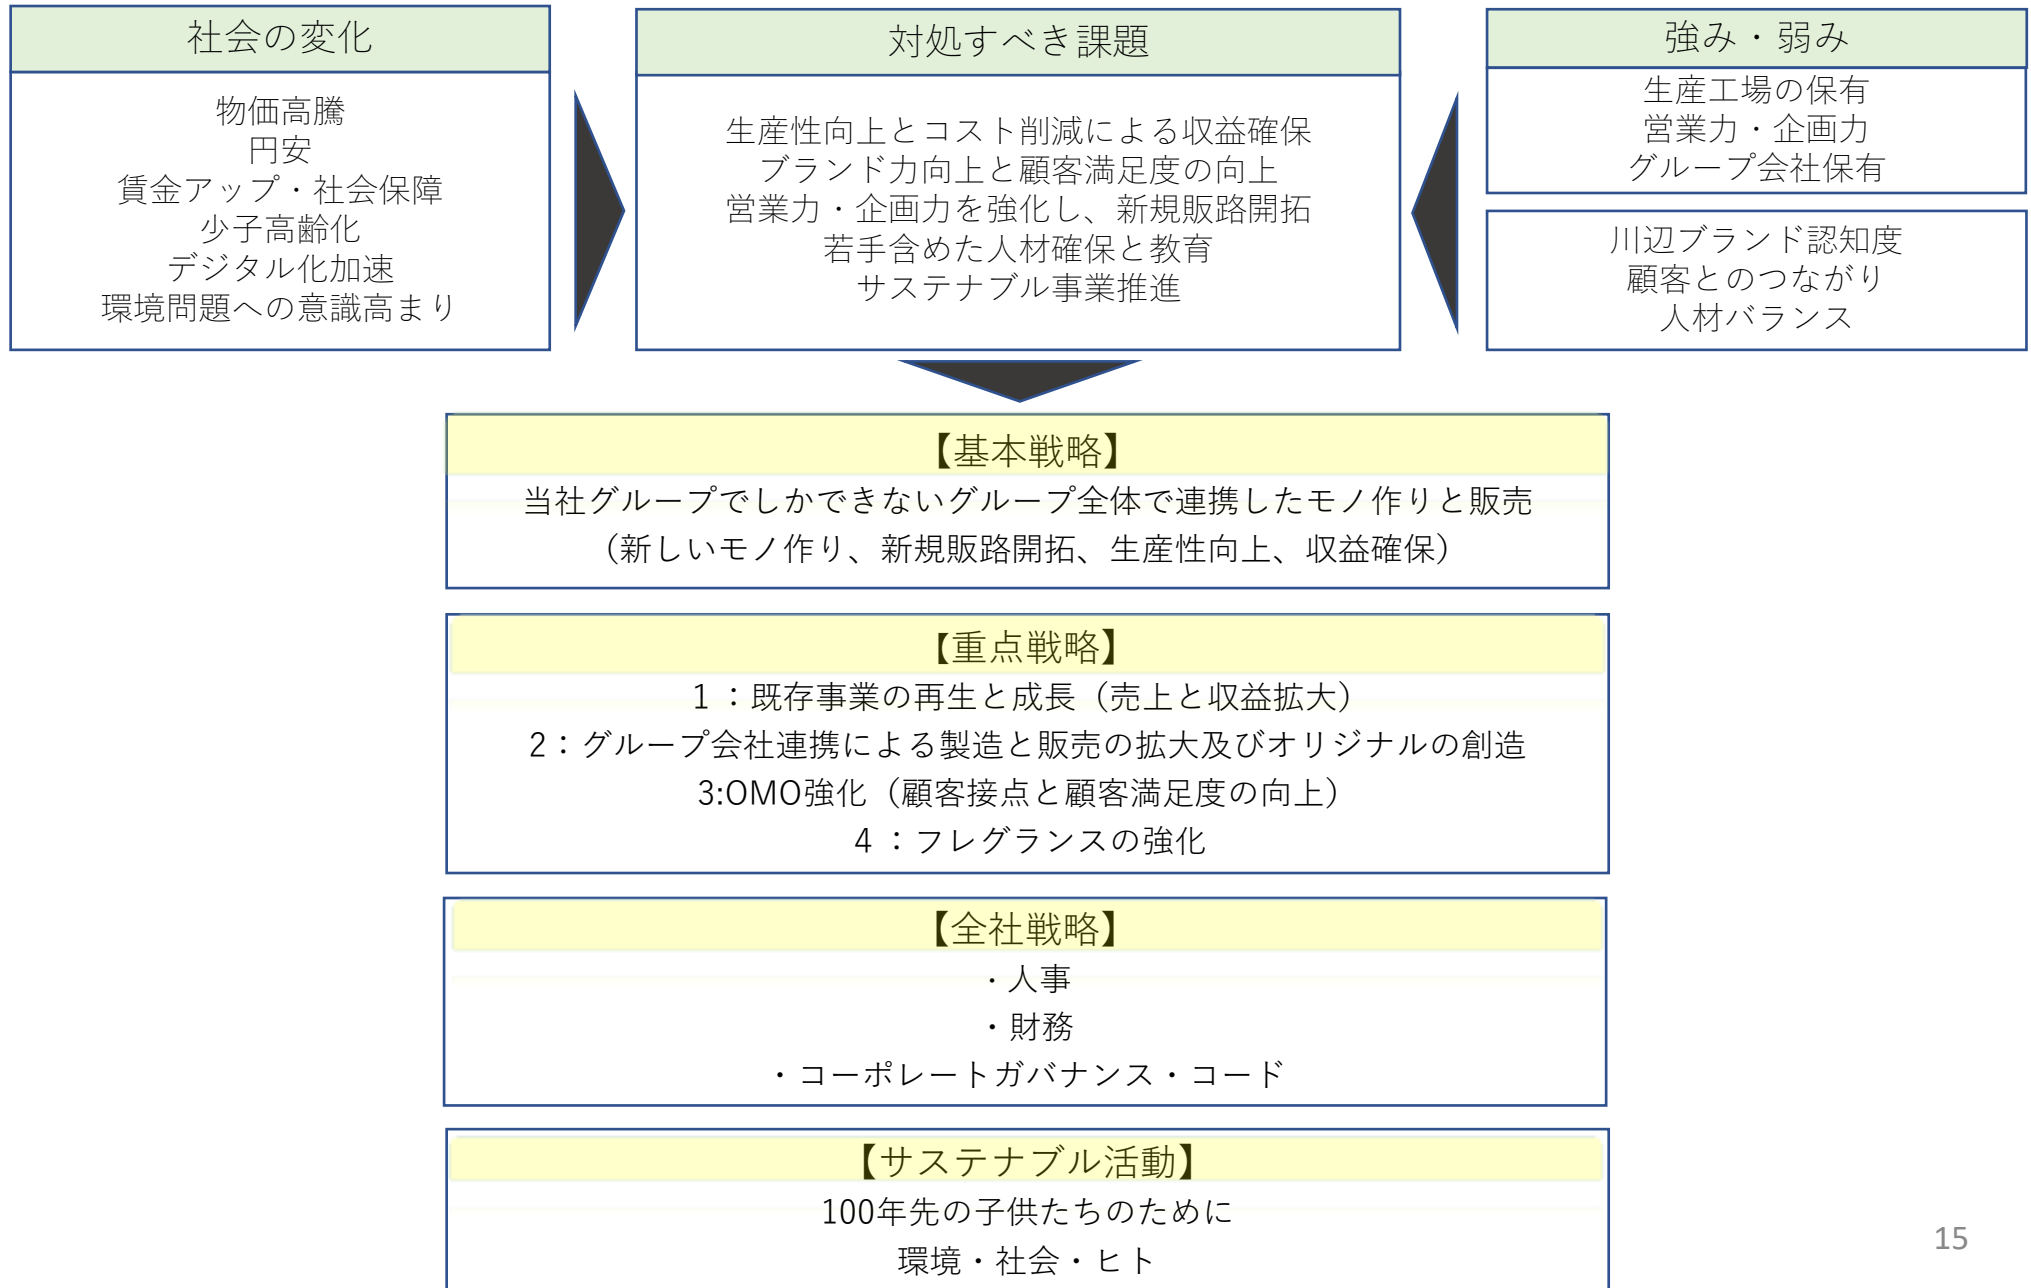 社会の変化
物価高騰
円安
賃金アップ・社会保障
少子高齢化
デジタル化加速
環境問題への意識高まり
対処すべき課題
生産性向上とコスト削減による収益確保
ブランド力向上と顧客満足度の向上
営業力・企画力を強化し、新規販路開拓
若手含めた人材確保と教育
サステナブル事業推進
強み・弱み
生産工場の保有
営業力・企画力
グループ会社保有
川辺ブランド認知度
顧客とのつながり
人材バランス
【基本戦略】
当社グループでしかできないグループ全体で連携したモノ作りと販売
（新しいモノ作り、新規販路開拓、生産性向上、収益確保）
【重点戦略】
1：既存事業の再生と成長（売上と収益拡大）
2：グループ会社連携による製造と販売の拡大及びオリジナルの創造
3:OMO強化（顧客接点と顧客満足度の向上）
4：フレグランスの強化
【全社戦略】
・人事
・財務
・コーポレートガバナンス・コード
【サステナブル活動】
100年先の子供たちのために
環境・社会・ヒト
15